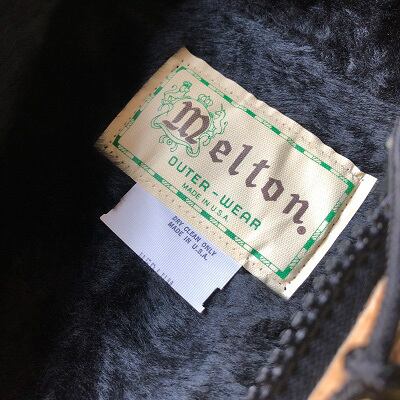 Melton.
OUTER-WEAR
MADE IN U.S.A.
DRY CLEAN ONLY
MADE IN U.S.A.